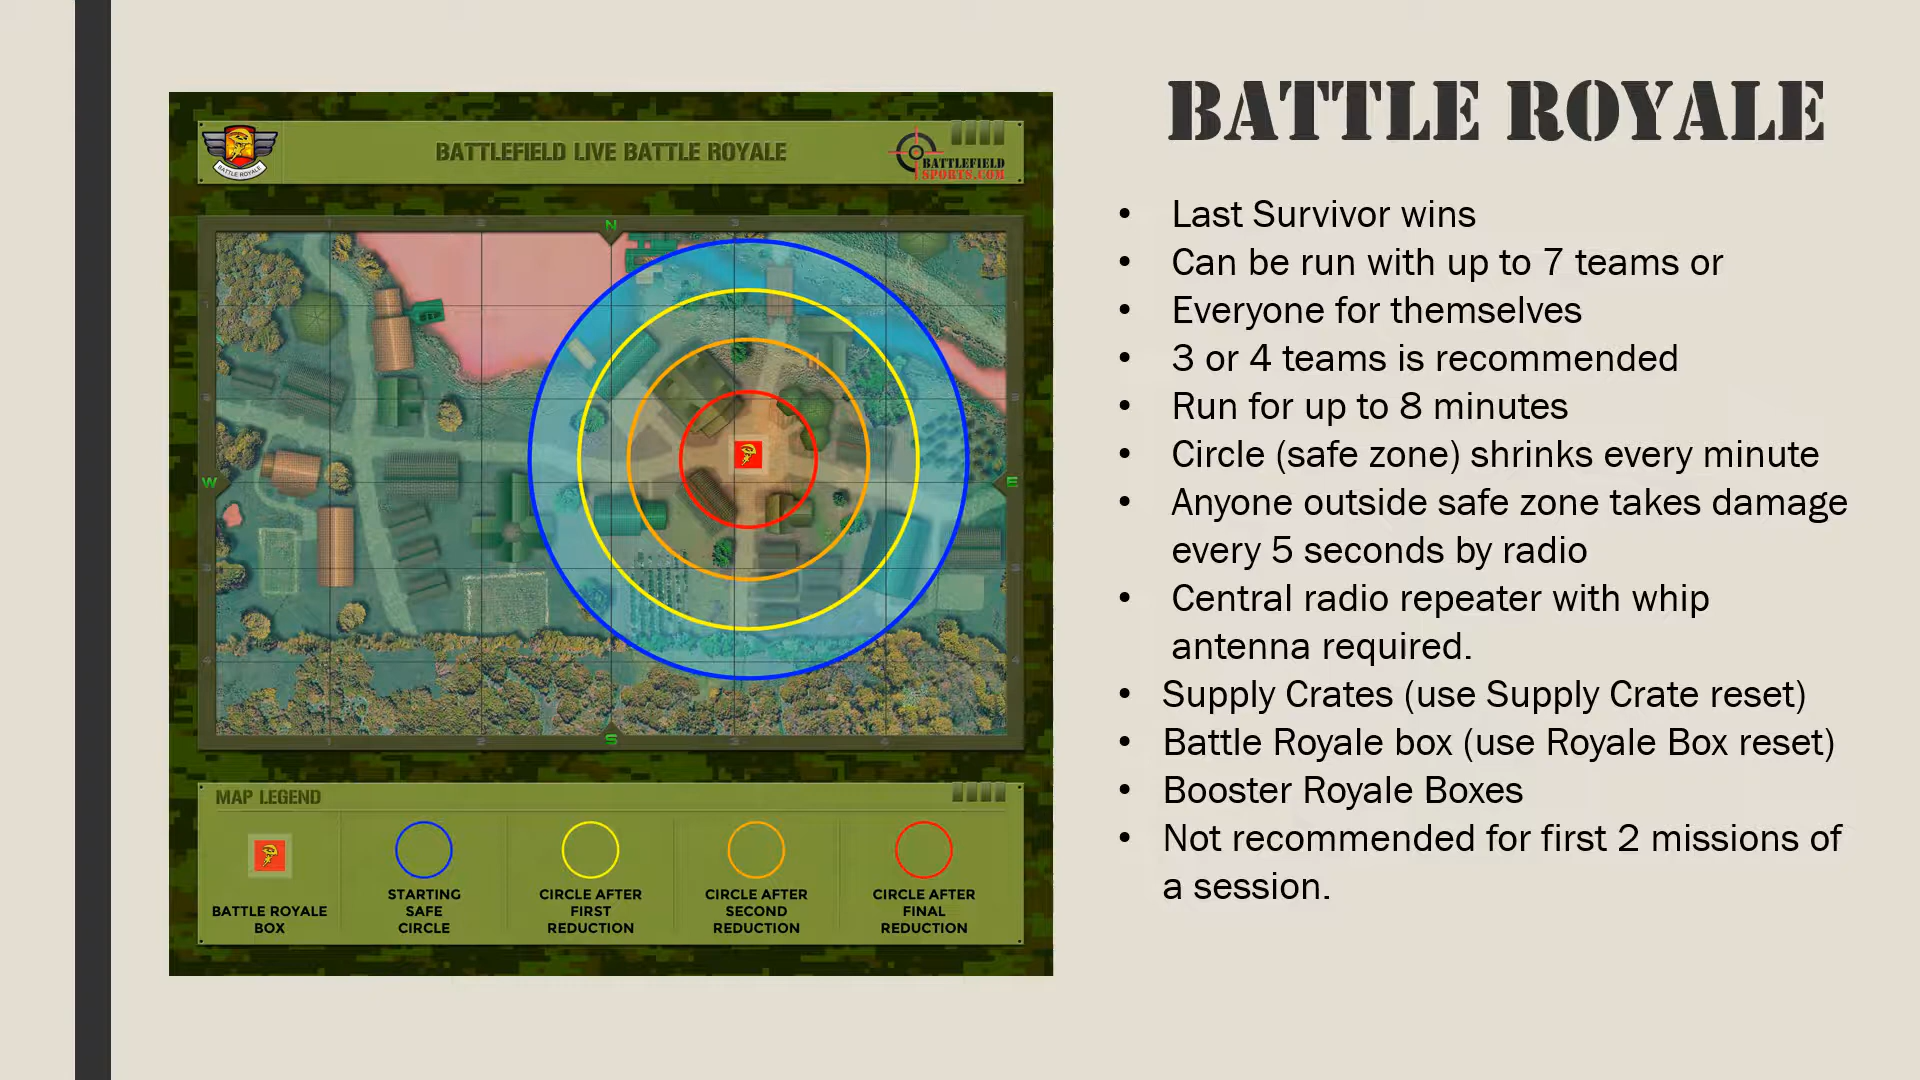 BATTLE ROYALE
BATTLEFIELD LIVE BATTLE ROYALE
BATTLE ROYALE
BATTLEFIELD
SPORTS.COM
N
W
E
S
MAP LEGEND
BATTLE ROYALE
BOX
STARTING
SAFE
CIRCLE
CIRCLE AFTER
FIRST
REDUCTION
CIRCLE AFTER
SECOND
REDUCTION
CIRCLE AFTER
FINAL
REDUCTION
• Last Survivor wins
• Can be run with up to 7 teams or
• Everyone for themselves
• 3 or 4 teams is recommended
• Run for up to 8 minutes
• Circle (safe zone) shrinks every minute
• Anyone outside safe zone takes damage
every 5 seconds by radio
• Central radio repeater with whip
antenna required.
• Supply Crates (use Supply Crate reset)
• Battle Royale box (use Royale Box reset)
• Booster Royale Boxes
• Not recommended for first 2 missions of
a session.